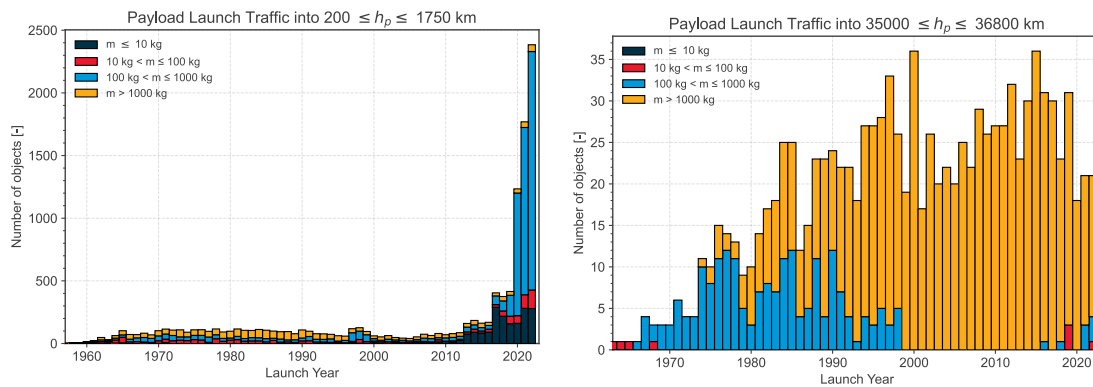 Payload Launch Traffic into 200 ≤ hₚ ≤ 1750 km
2500
2000
1500
1000
500
0
Number of objects [-]
m ≤ 10 kg
10 kg < m ≤ 100 kg
100 kg < m ≤ 1000 kg
m > 1000 kg
1960 1970 1980 1990 2000 2010 2020
Launch Year
Payload Launch Traffic into 35000 ≤ hₚ ≤ 36800 km
35
30
25
20
15
10
5
0
Number of objects [-]
m ≤ 10 kg
10 kg < m ≤ 100 kg
100 kg < m ≤ 1000 kg
m > 1000 kg
1970 1980 1990 2000 2010 2020
Launch Year